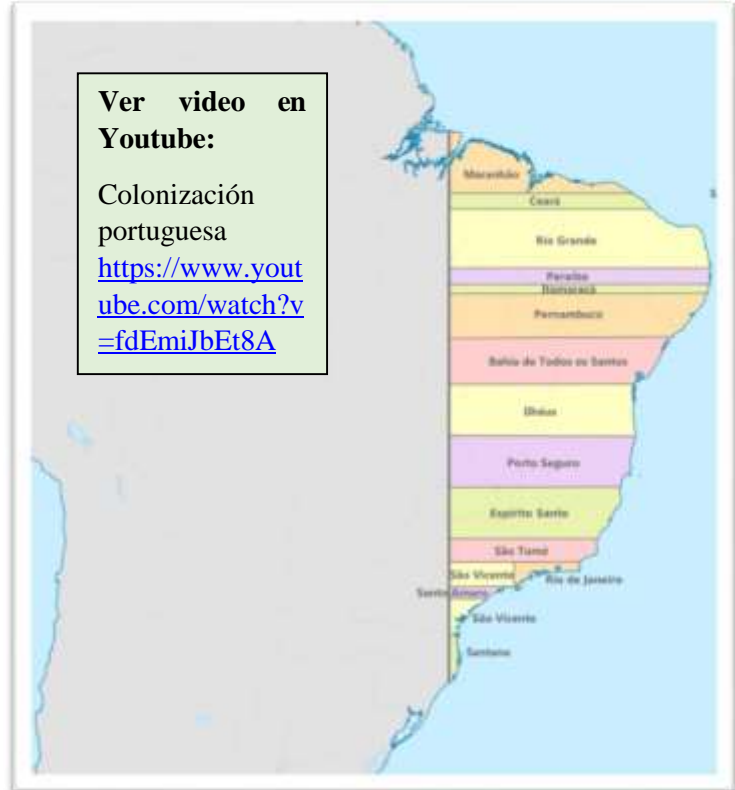 Ver video en
Youtube:
Colonización
portuguesa
https://www.yout
ube.com/watch?v
=fdEmiJbEt8A
Maranhão
Ceará
Rio Grande
Paraíba
Itamaracá
Pernambuco
Bahia de Todos os Santos
Ilhéus
Porto Seguro
Espírito Santo
São Tomé
São Vicente
Rio de Janeiro
Santo Amaro
São Vicente
Santana